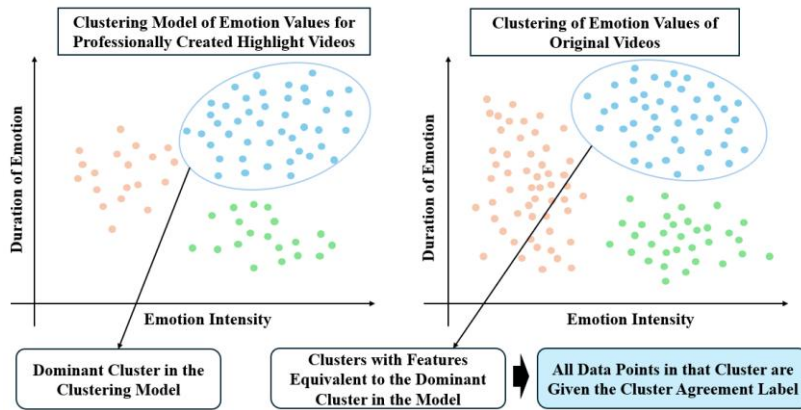 Clustering Model of Emotion Values for
Professionally Created Highlight Videos
Clustering of Emotion Values of
Original Videos
Duration of Emotion
Emotion Intensity
Duration of Emotion
Emotion Intensity
Dominant Cluster in the
Clustering Model
Clusters with Features
Equivalent to the Dominant
Cluster in the Model
All Data Points in that Cluster are
Given the Cluster Agreement Label